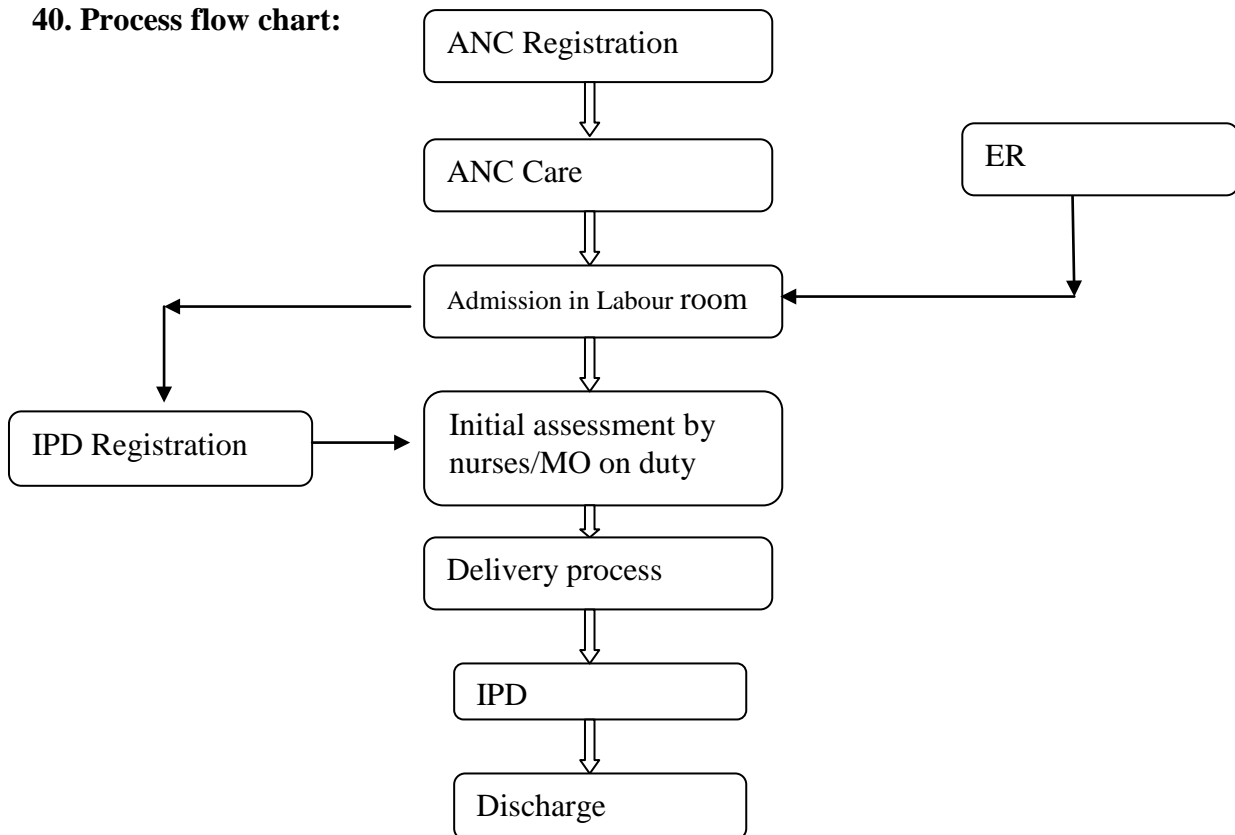 40. Process flow chart:
ANC Registration
ANC Care
ER
Admission in Labour room
IPD Registration
Initial assessment by
nurses/MO on duty
Delivery process
IPD
Discharge